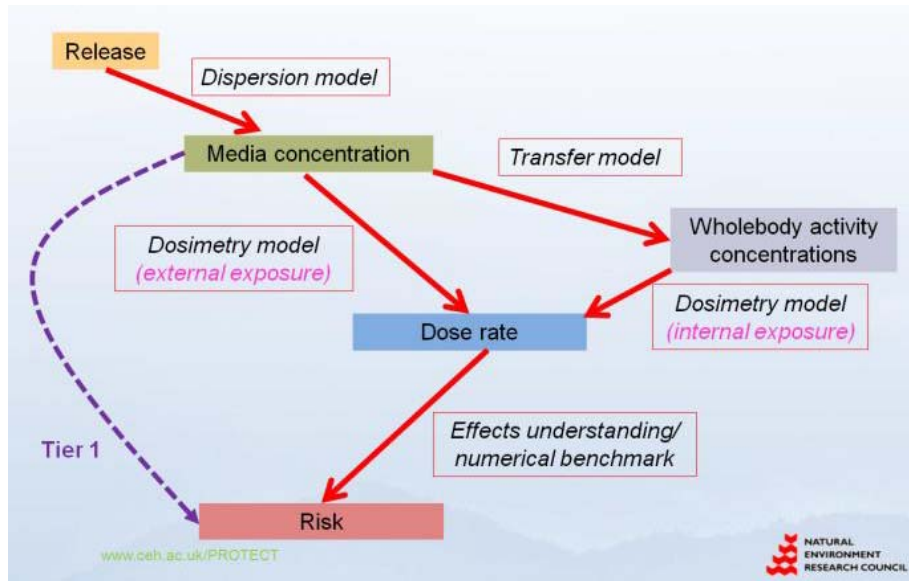 Release
Dispersion model
Media concentration
Transfer model
Dosimetry model
(external exposure)
Wholebody activity
concentrations
Dose rate
Dosimetry model
(internal exposure)
Tier 1
Effects understanding/
numerical benchmark
Risk
www.ceh.ac.uk/PROTECT
NATURAL
ENVIRONMENT
RESEARCH COUNCIL